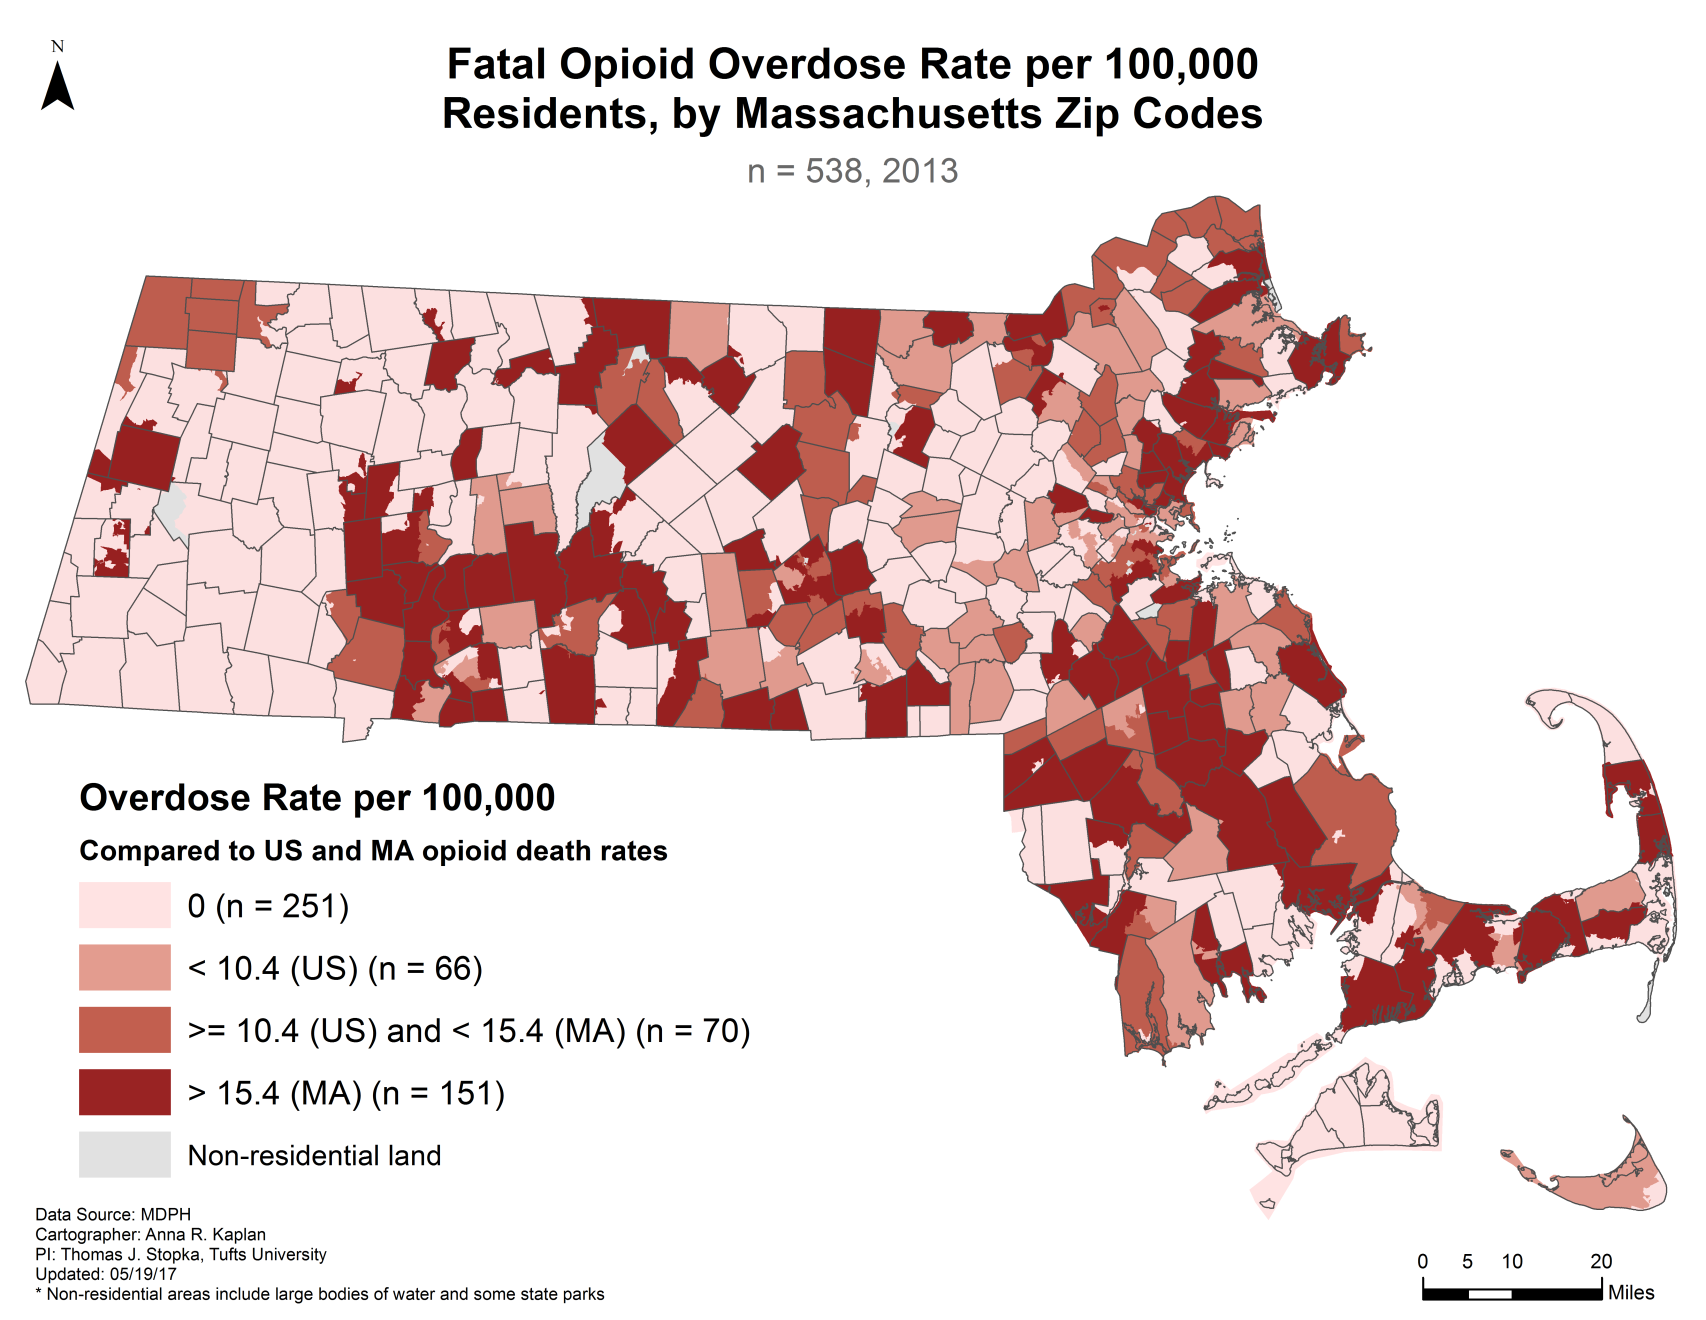 N
Fatal Opioid Overdose Rate per 100,000
Residents, by Massachusetts Zip Codes
n = 538, 2013
Overdose Rate per 100,000
Compared to US and MA opioid death rates
0 (n = 251)
< 10.4 (US) (n = 66)
>= 10.4 (US) and < 15.4 (MA) (n = 70)
> 15.4 (MA) (n = 151)
Non-residential land
Data Source: MDPH
Cartographer: Anna R. Kaplan
PI: Thomas J. Stopka, Tufts University
Updated: 05/19/17
* Non-residential areas include large bodies of water and some state parks
0 5 10 20
Miles